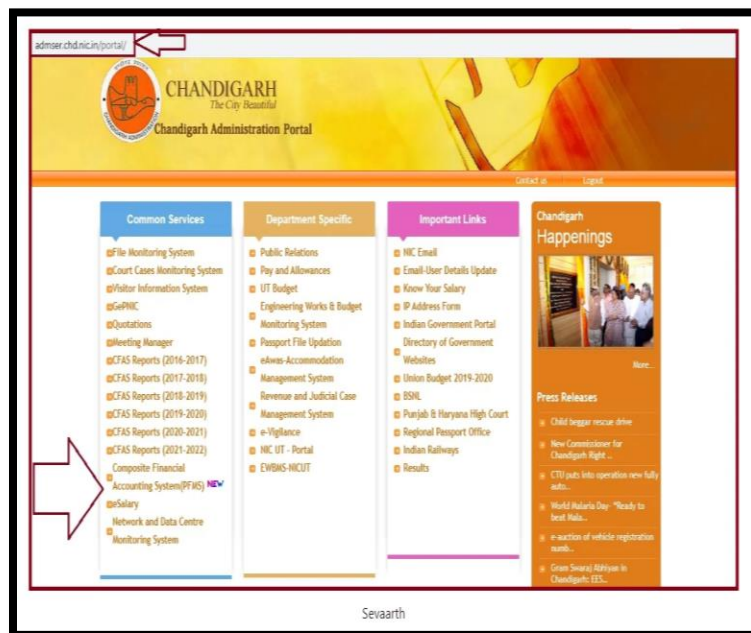 admser.chd.nic.in/portal/
CHANDIGARH
The City Beautiful
Chandigarh Administration Portal
CHANDIGARH ADMINISTRATION
Contact us
Logout
Common Services
File Monitoring System
Court Cases Monitoring System
Visitor Information System
GePNIC
Quotations
Meeting Manager
CFAS Reports (2016-2017)
CFAS Reports (2017-2018)
CFAS Reports (2018-2019)
CFAS Reports (2019-2020)
CFAS Reports (2020-2021)
CFAS Reports (2021-2022)
Composite Financial
Accounting System(PFMS) NEW
eSalary
Network and Data Centre
Monitoring System
Department Specific
Public Relations
Pay and Allowances
UT Budget
Engineering Works & Budget
Monitoring System
Passport File Updation
eAwas-Accommodation
Management System
Revenue and Judicial Case
Management System
e-Vigilance
NIC UT - Portal
EWBMS-NICUT
Important Links
NIC Email
Email-User Details Update
Know Your Salary
IP Address Form
Indian Government Portal
Directory of Government
Websites
Union Budget 2019-2020
BSNL
Punjab & Haryana High Court
Regional Passport Office
Indian Railways
Results
Chandigarh
Happenings
More...
Press Releases
Child beggar rescue drive
New Commissioner for
Chandigarh Right ...
CTU puts into operation new fully
auto...
World Malaria Day- "Ready to
beat Mala...
e-auction of vehicle registration
numb...
Gram Swaraj Abhiyan in
Chandigarh: EES...
Sevaarth